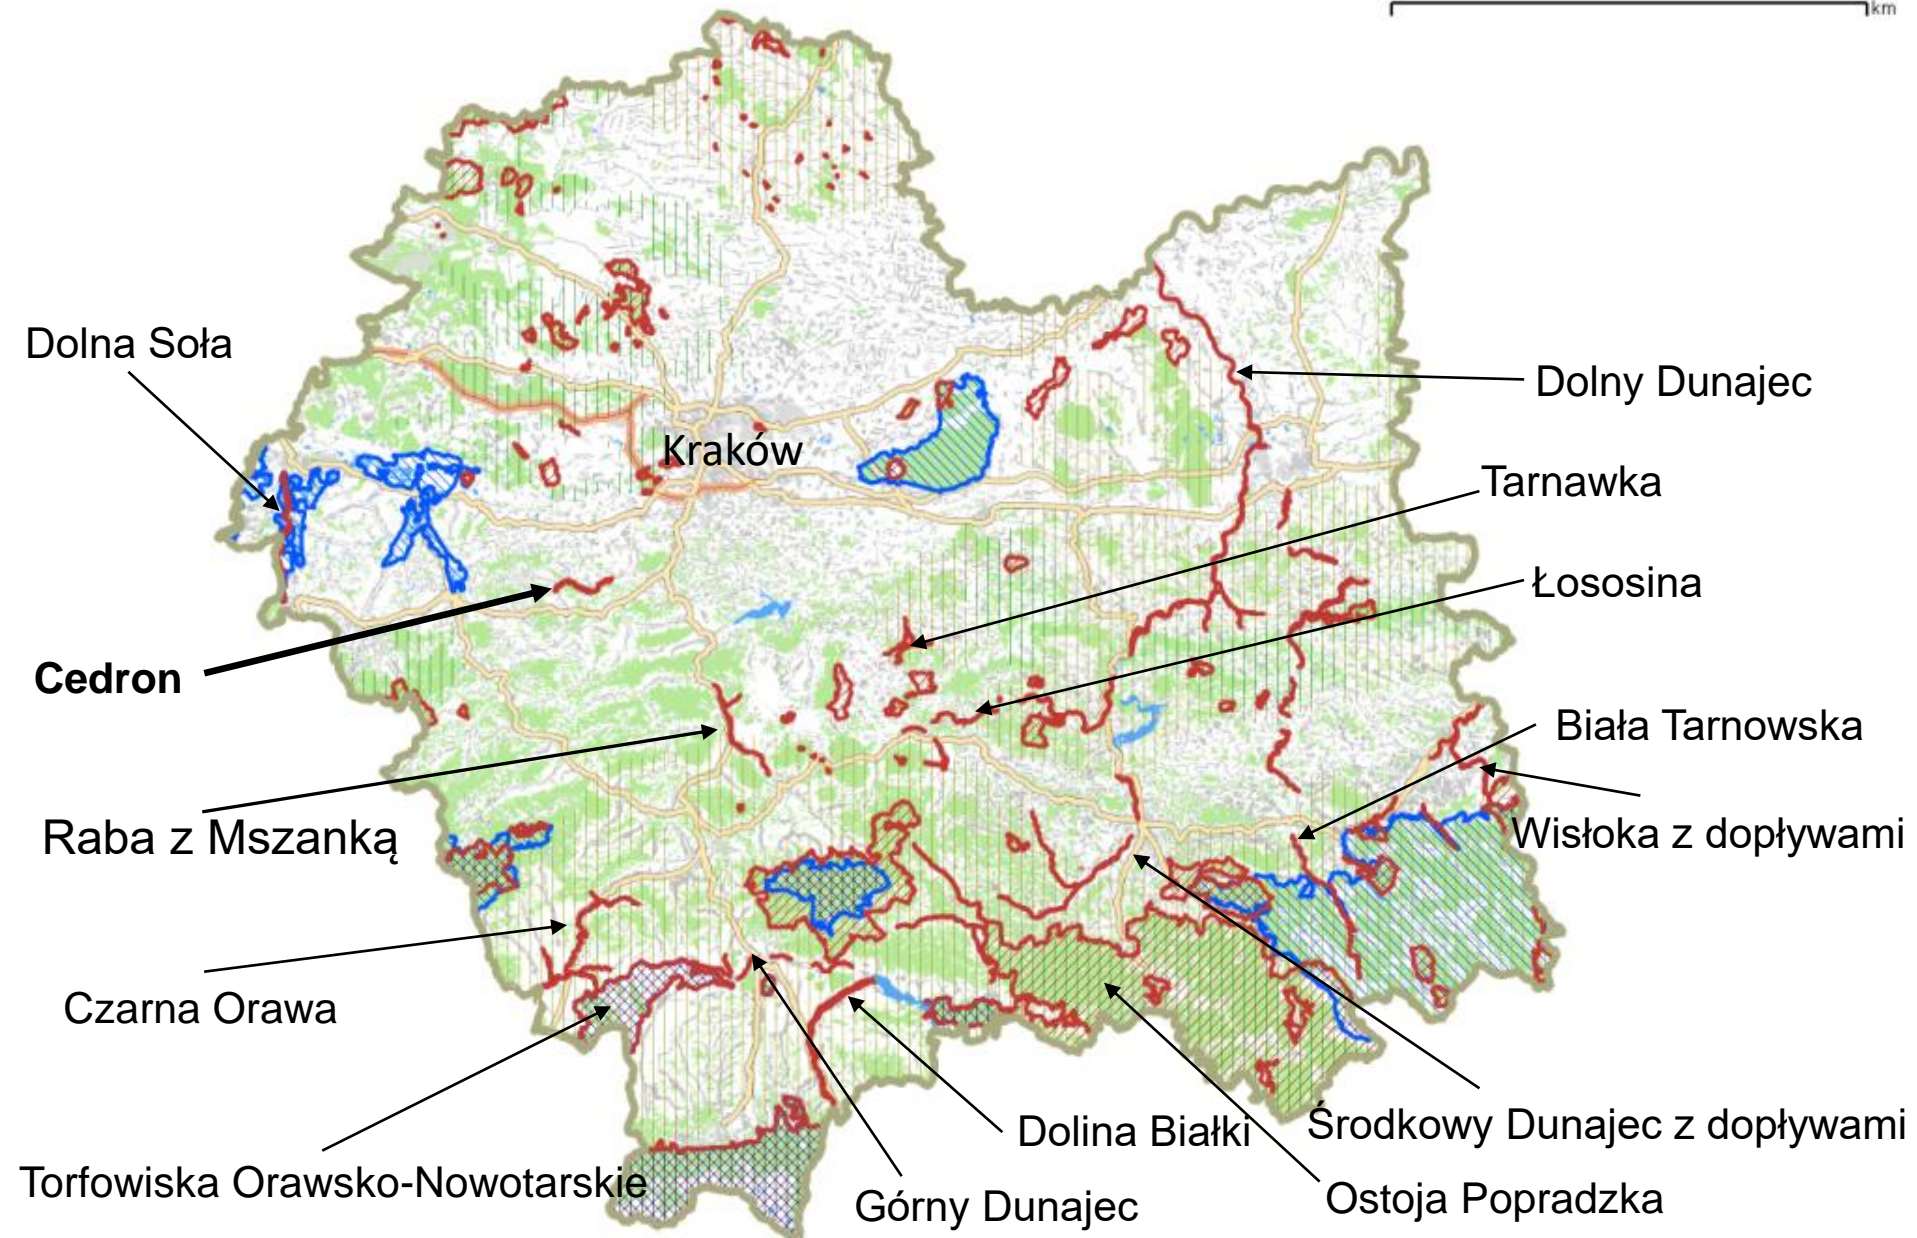 km
Dolna Soła
Dolny Dunajec
Kraków
Tarnawka
Łososina
Cedron
Biała Tarnowska
Raba z Mszanką
Wisłoka z dopływami
Czarna Orawa
Dolina Białki
Środkowy Dunajec z dopływami
Torfowiska Orawsko-Nowotarskie
Górny Dunajec
Ostoja Popradzka